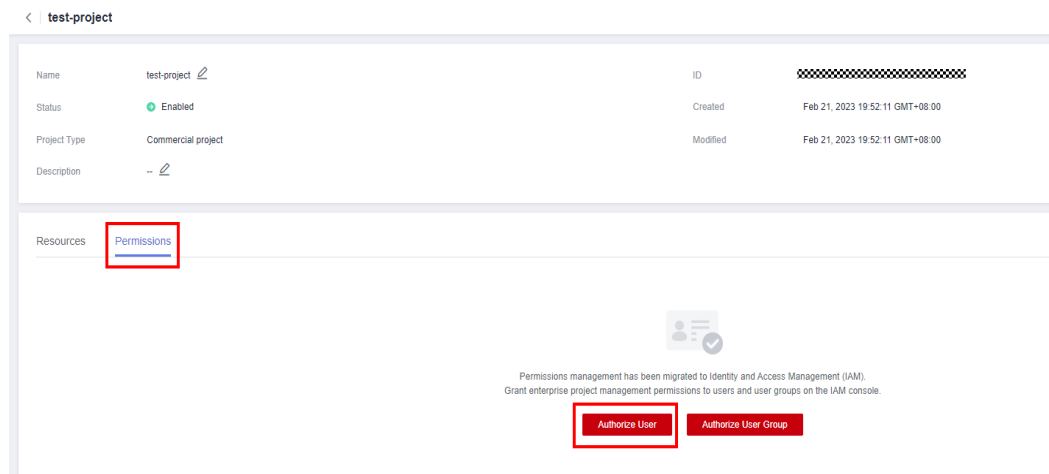 test-project
Name test-project ID
Status Enabled Created Feb 21, 2023 19:52:11 GMT+08:00
Project Type Commercial project Modified Feb 21, 2023 19:52:11 GMT+08:00
Description --
Resources Permissions
Permissions management has been migrated to Identity and Access Management (IAM).
Grant enterprise project management permissions to users and user groups on the IAM console.
Authorize User Authorize User Group